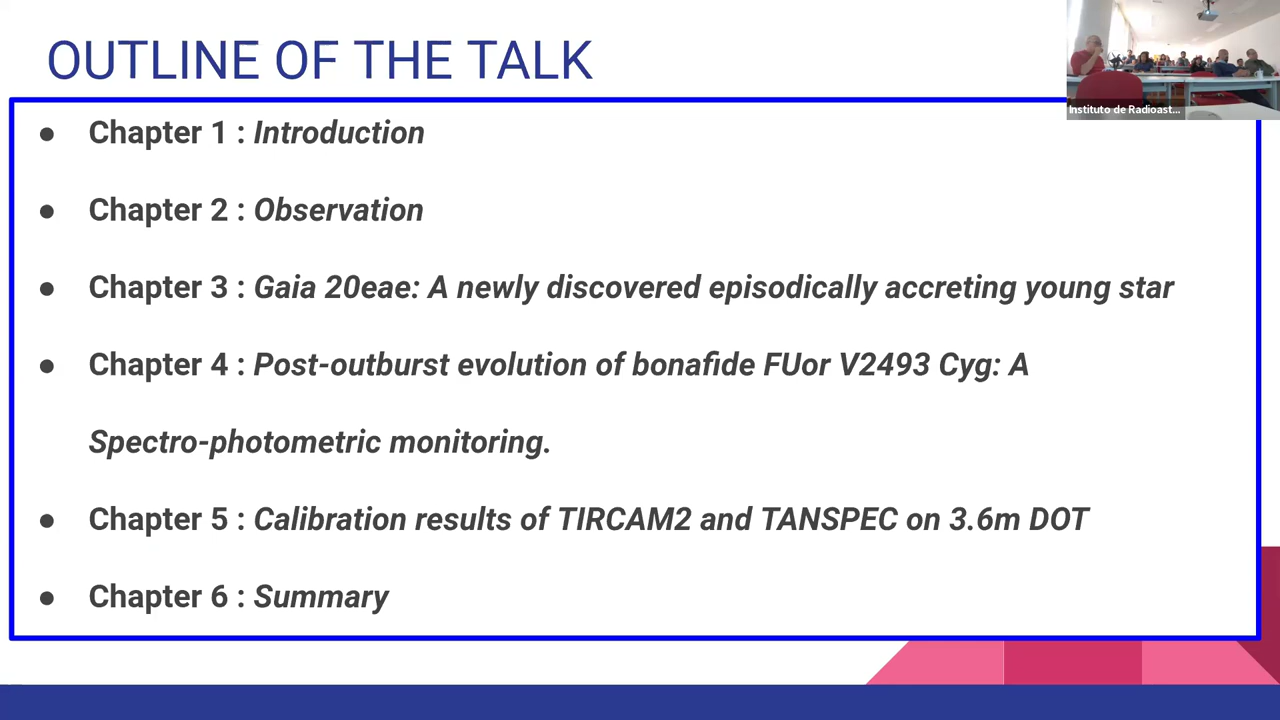 OUTLINE OF THE TALK
Instituto de Radioast...
● Chapter 1 : Introduction
● Chapter 2 : Observation
● Chapter 3 : Gaia 20eae: A newly discovered episodically accreting young star
● Chapter 4 : Post-outburst evolution of bonafide FUor V2493 Cyg: A
Spectro-photometric monitoring.
● Chapter 5 : Calibration results of TIRCAM2 and TANSPEC on 3.6m DOT
● Chapter 6 : Summary